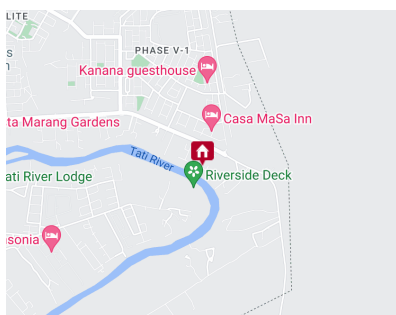 LITE
S
n
PHASE V-1
Kanana guesthouse
Casa MaSa Inn
ta Marang Gardens
Tati River
ati River Lodge
Riverside Deck
sonia